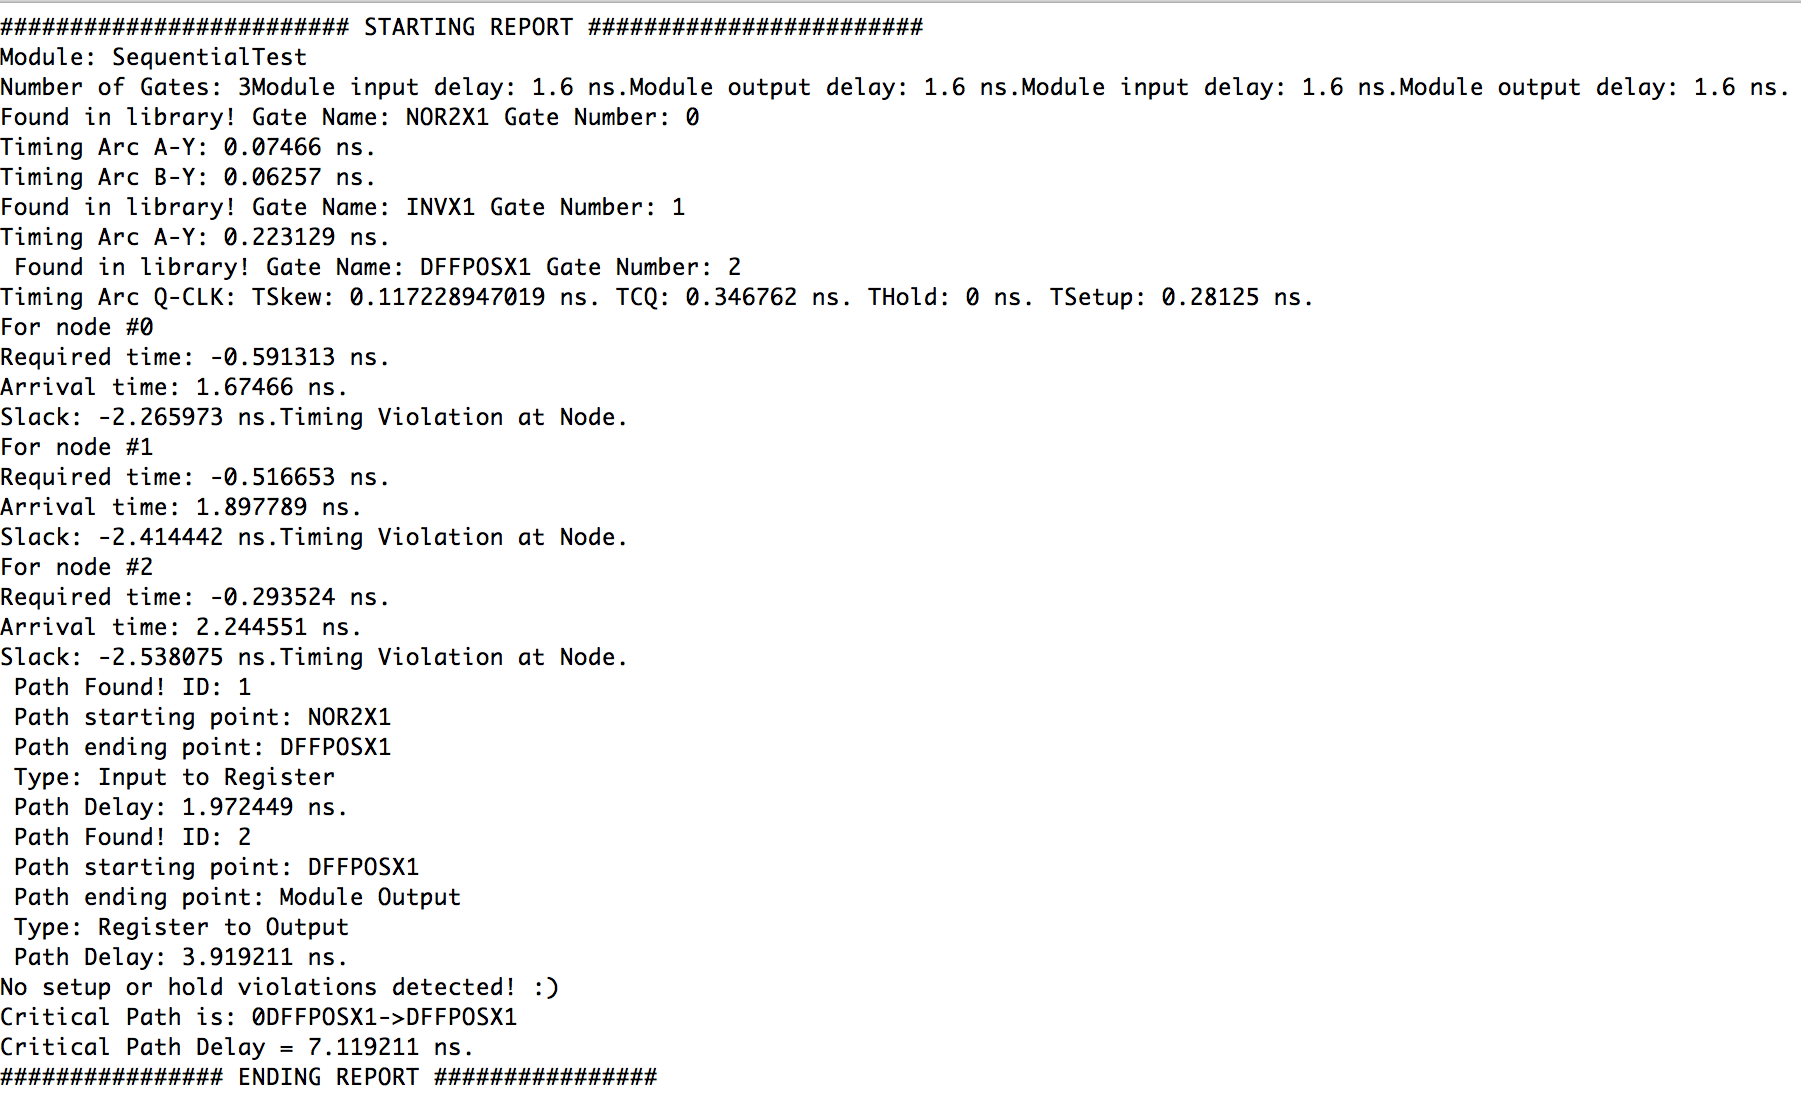 ######################### STARTING REPORT ########################
Module: SequentialTest
Number of Gates: 3Module input delay: 1.6 ns.Module output delay: 1.6 ns.Module input delay: 1.6 ns.Module output delay: 1.6 ns.
Found in library! Gate Name: NOR2X1 Gate Number: 0
Timing Arc A-Y: 0.07466 ns.
Timing Arc B-Y: 0.06257 ns.
Found in library! Gate Name: INVX1 Gate Number: 1
Timing Arc A-Y: 0.223129 ns.
 Found in library! Gate Name: DFFPOSX1 Gate Number: 2
Timing Arc Q-CLK: TSkew: 0.117228947019 ns. TCQ: 0.346762 ns. THold: 0 ns. TSetup: 0.28125 ns.
For node #0
Required time: -0.591313 ns.
Arrival time: 1.67466 ns.
Slack: -2.265973 ns.Timing Violation at Node.
For node #1
Required time: -0.516653 ns.
Arrival time: 1.897789 ns.
Slack: -2.414442 ns.Timing Violation at Node.
For node #2
Required time: -0.293524 ns.
Arrival time: 2.244551 ns.
Slack: -2.538075 ns.Timing Violation at Node.
 Path Found! ID: 1
 Path starting point: NOR2X1
 Path ending point: DFFPOSX1
 Type: Input to Register
 Path Delay: 1.972449 ns.
 Path Found! ID: 2
 Path starting point: DFFPOSX1
 Path ending point: Module Output
 Type: Register to Output
 Path Delay: 3.919211 ns.
No setup or hold violations detected! :)
Critical Path is: 0DFFPOSX1->DFFPOSX1
Critical Path Delay = 7.119211 ns.
################ ENDING REPORT ################